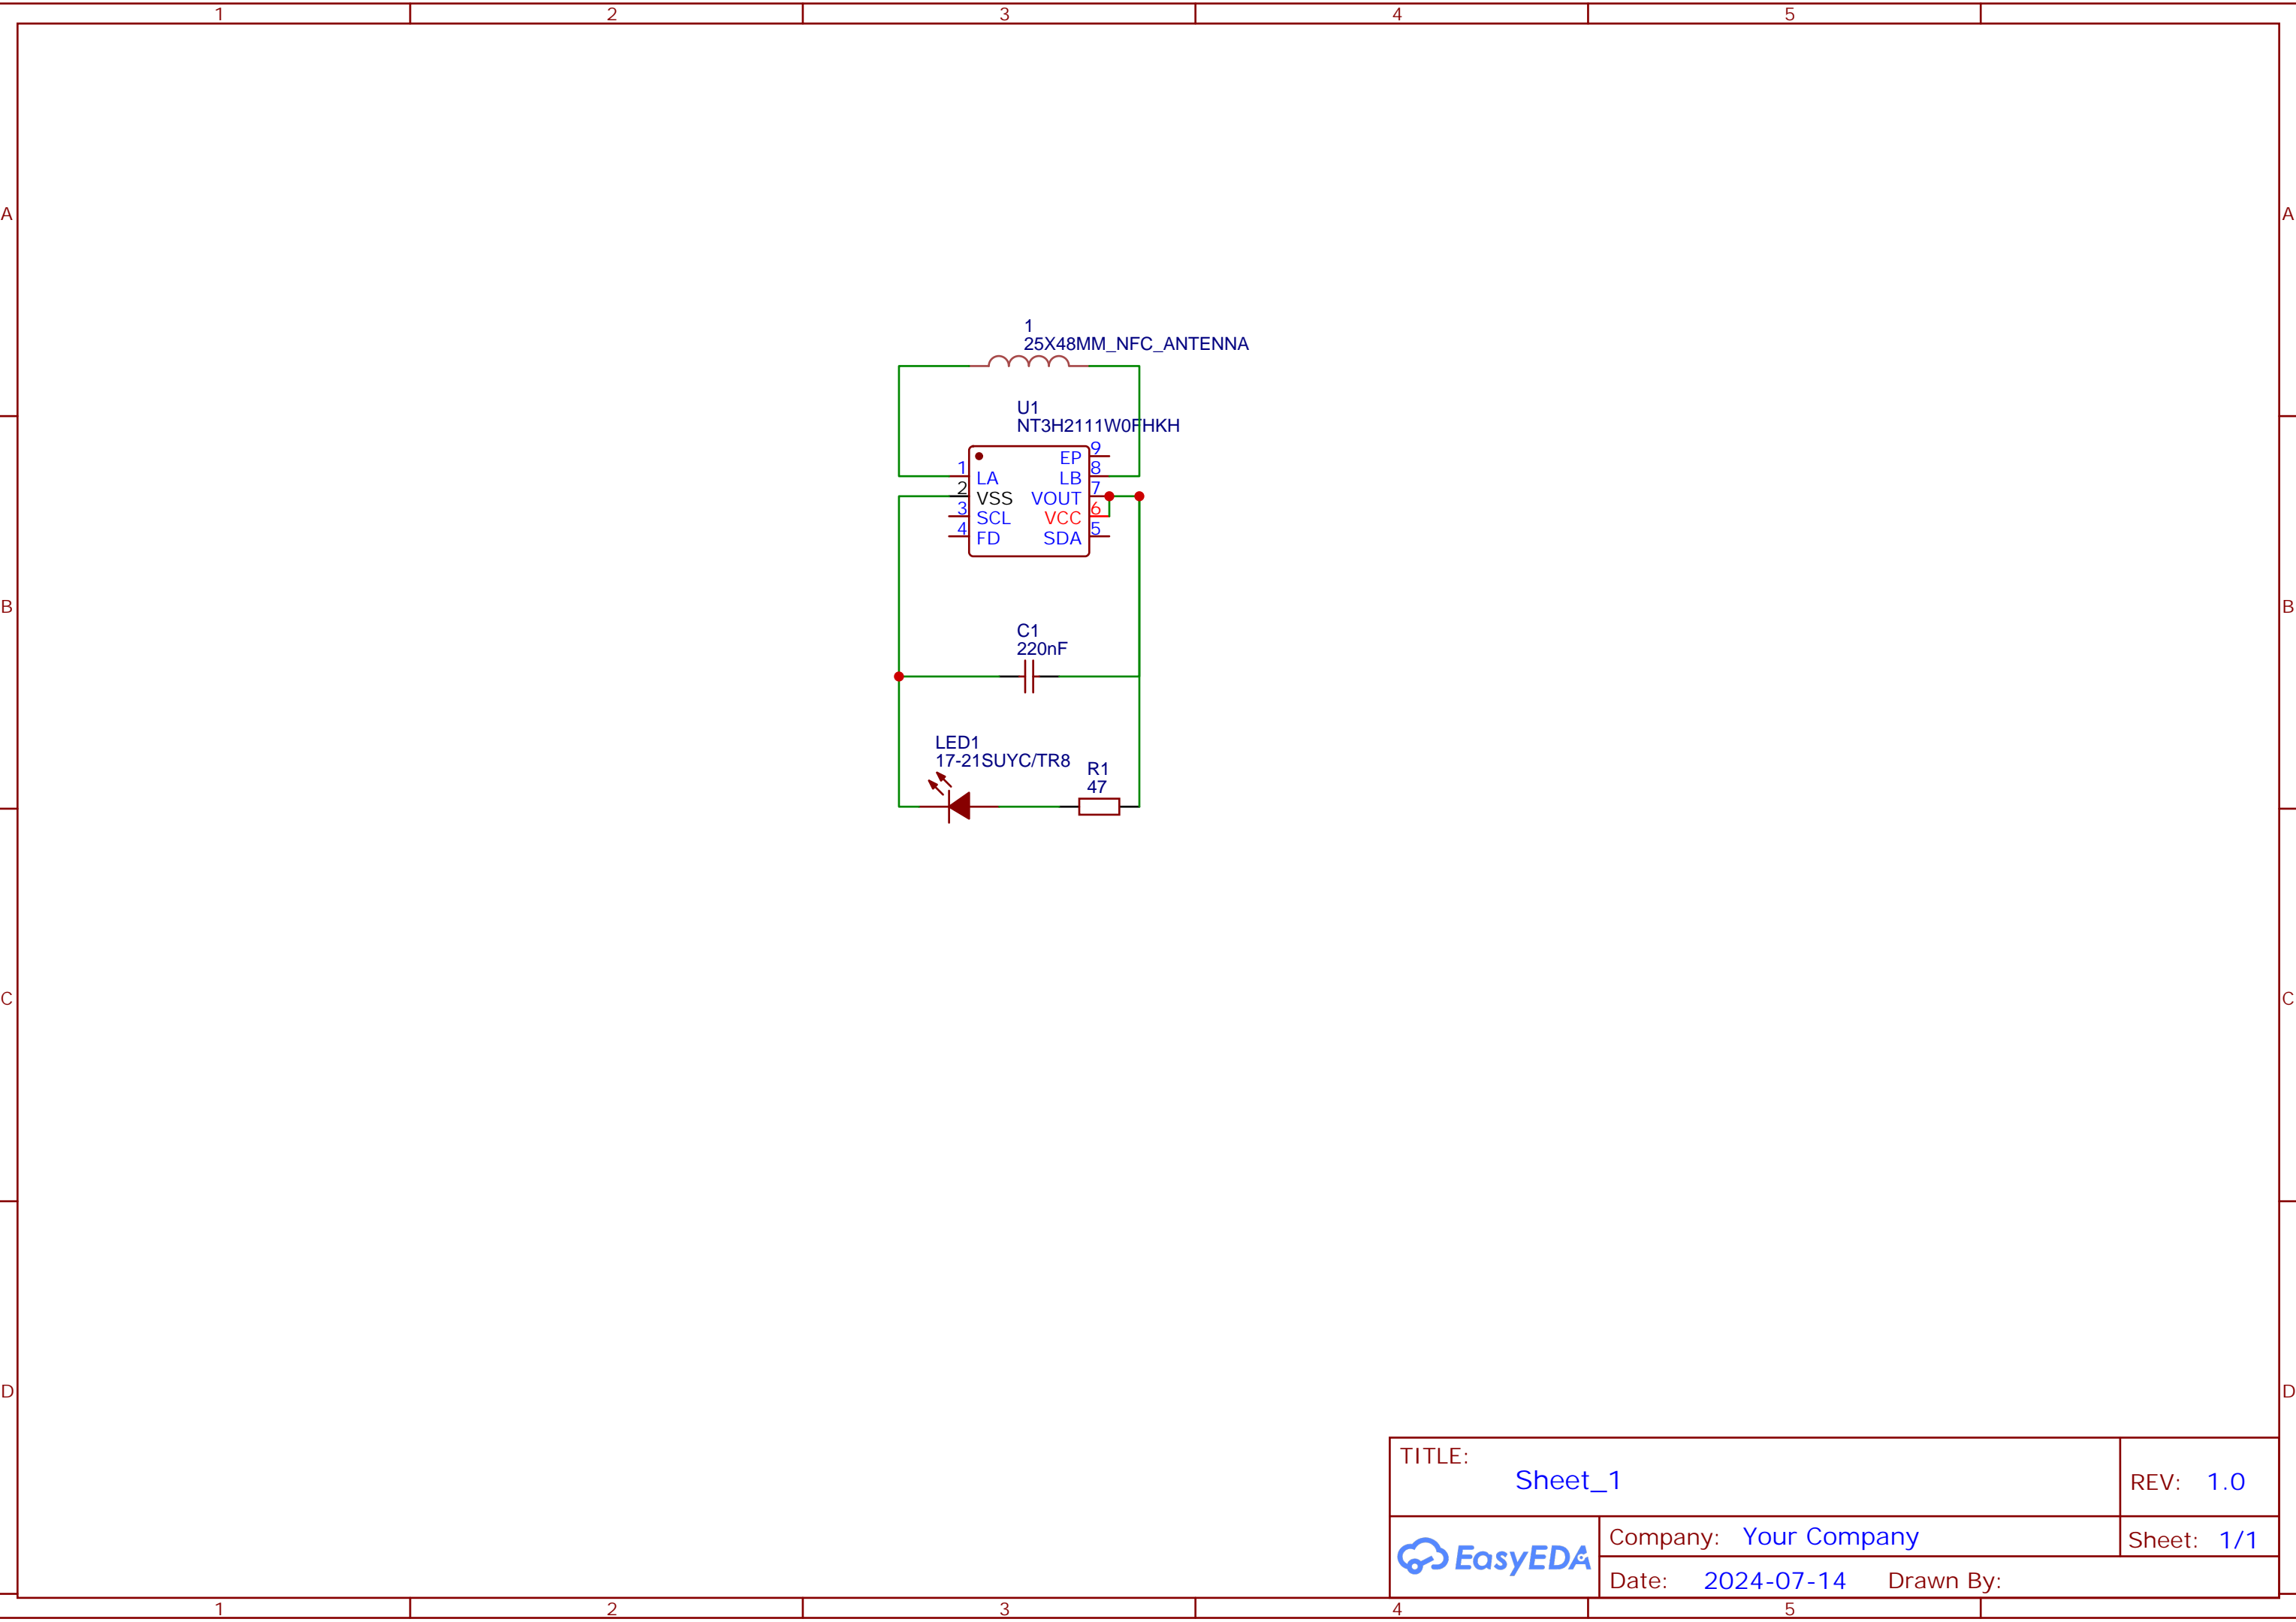 1 2 3 4 5
A A
1
25X48MM_NFC_ANTENNA
U1
NT3H2111W0FHKH
1 LA
2 VSS
3 SCL
4 FD
EP 9
LB 8
VOUT 7
VCC 6
SDA 5
B B
C1
220nF
LED1
17-21SUYC/TR8
R1
47
C C
D D
TITLE:
Sheet_1
REV: 1.0
EasyEDA
Company: Your Company
Sheet: 1/1
Date: 2024-07-14 Drawn By:
1 2 3 4 5